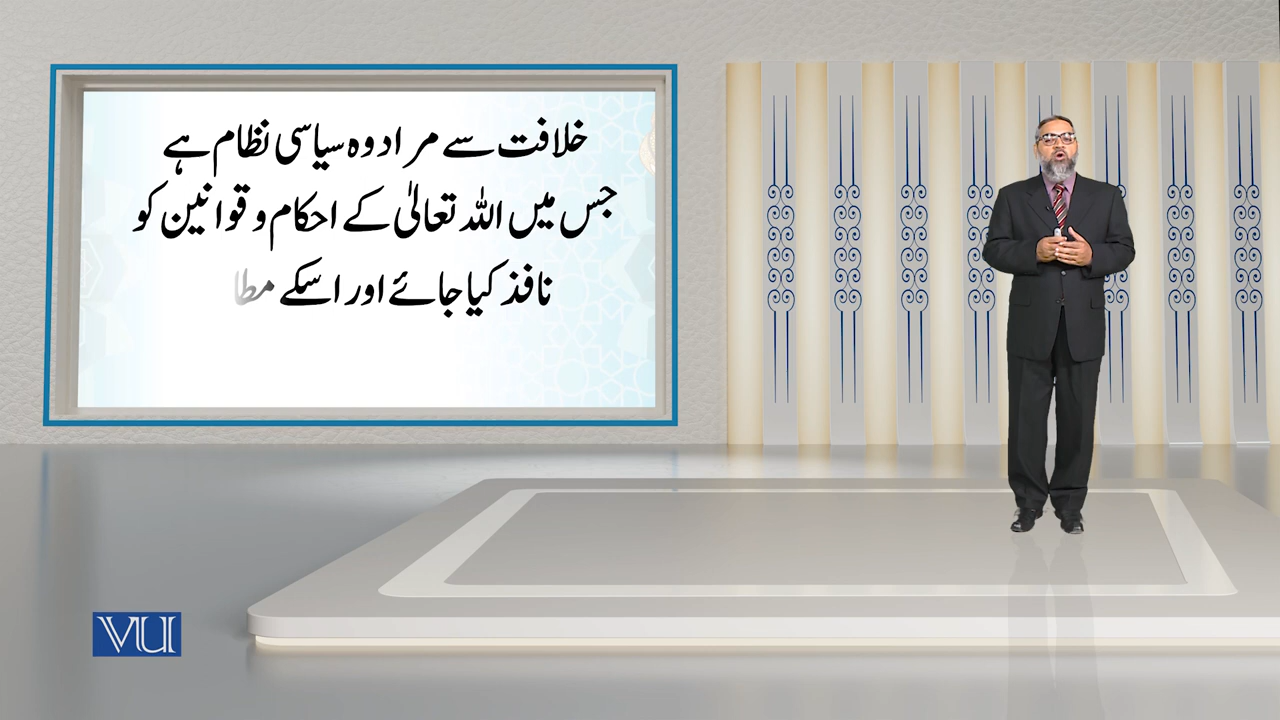 خلافت سے مراد وہ سیاسی نظام ہے
جس میں اللہ تعالیٰ کے احکام و قوانین کو
نافذ کیا جائے اور اسکے مطا
VU